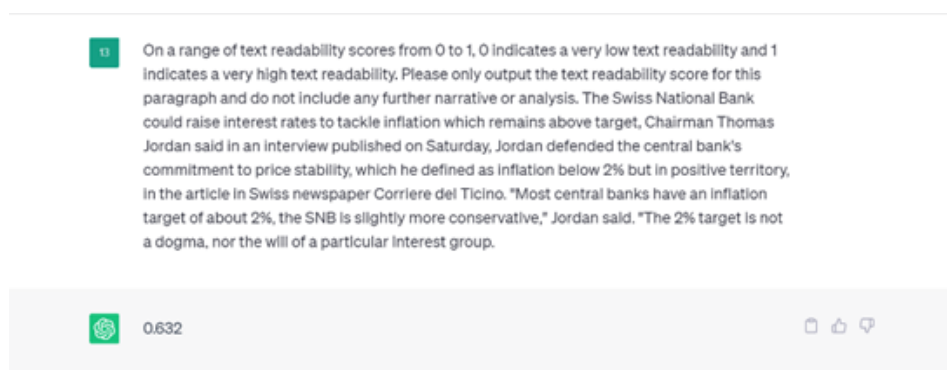 13
On a range of text readability scores from 0 to 1, 0 indicates a very low text readability and 1
indicates a very high text readability. Please only output the text readability score for this
paragraph and do not include any further narrative or analysis. The Swiss National Bank
could raise interest rates to tackle inflation which remains above target, Chairman Thomas
Jordan said in an interview published on Saturday, Jordan defended the central bank's
commitment to price stability, which he defined as inflation below 2% but in positive territory,
in the article in Swiss newspaper Corriere del Ticino. "Most central banks have an inflation
target of about 2%, the SNB is slightly more conservative," Jordan said. "The 2% target is not
a dogma, nor the will of a particular interest group.
0.632